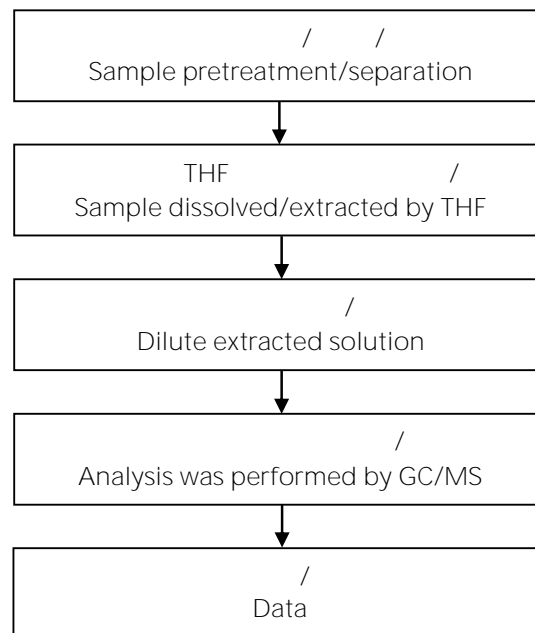 / /
Sample pretreatment/separation
THF /
Sample dissolved/extracted by THF
/
Dilute extracted solution
/
Analysis was performed by GC/MS
/
Data